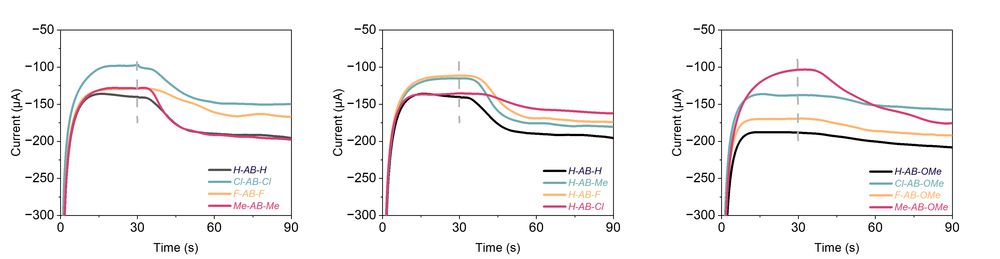 −50
−100
−150
−200
−250
−300
Current (µA)
0 30 60 90
Time (s)
H-AB-H
Cl-AB-Cl
F-AB-F
Me-AB-Me
−50
−100
−150
−200
−250
−300
Current (µA)
0 30 60 90
Time (s)
H-AB-H
H-AB-Me
H-AB-F
H-AB-Cl
−50
−100
−150
−200
−250
−300
Current (µA)
0 30 60 90
Time (s)
H-AB-OMe
Cl-AB-OMe
F-AB-OMe
Me-AB-OMe